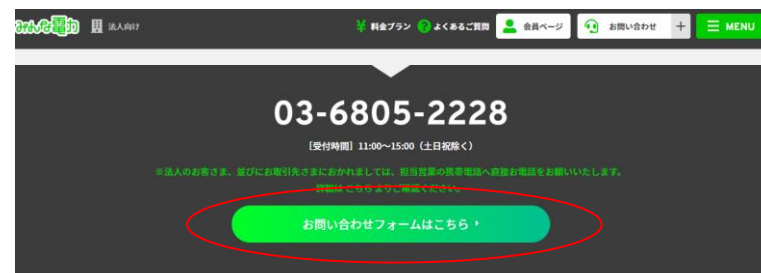 みんな電力 法人向け ¥ 料金プラン ? よくあるご質問 会員ページ お問い合わせ + MENU
03-6805-2228
[受付時間] 11:00〜15:00（土日祝除く）
※法人のお客さま、並びにお取引先さまにおかれましては、担当営業の携帯電話へ直接お電話をお願いいたします。
詳細はこちらよりご確認ください。
お問い合わせフォームはこちら